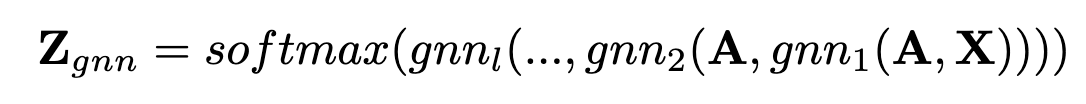 Z_gnn = softmax(gnn_l(..., gnn_2(A, gnn_1(A, X))))